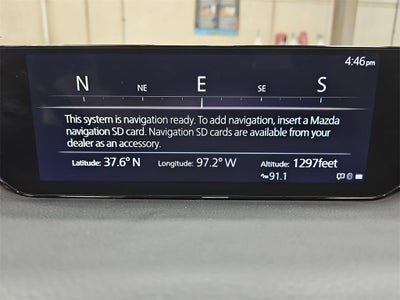 4:46pm
N NE E SE S
This system is navigation ready. To add navigation, insert a Mazda
navigation SD card. Navigation SD cards are available from your
dealer as an accessory.
Latitude: 37.6° N Longitude: 97.2° W Altitude: 1297feet
91.1